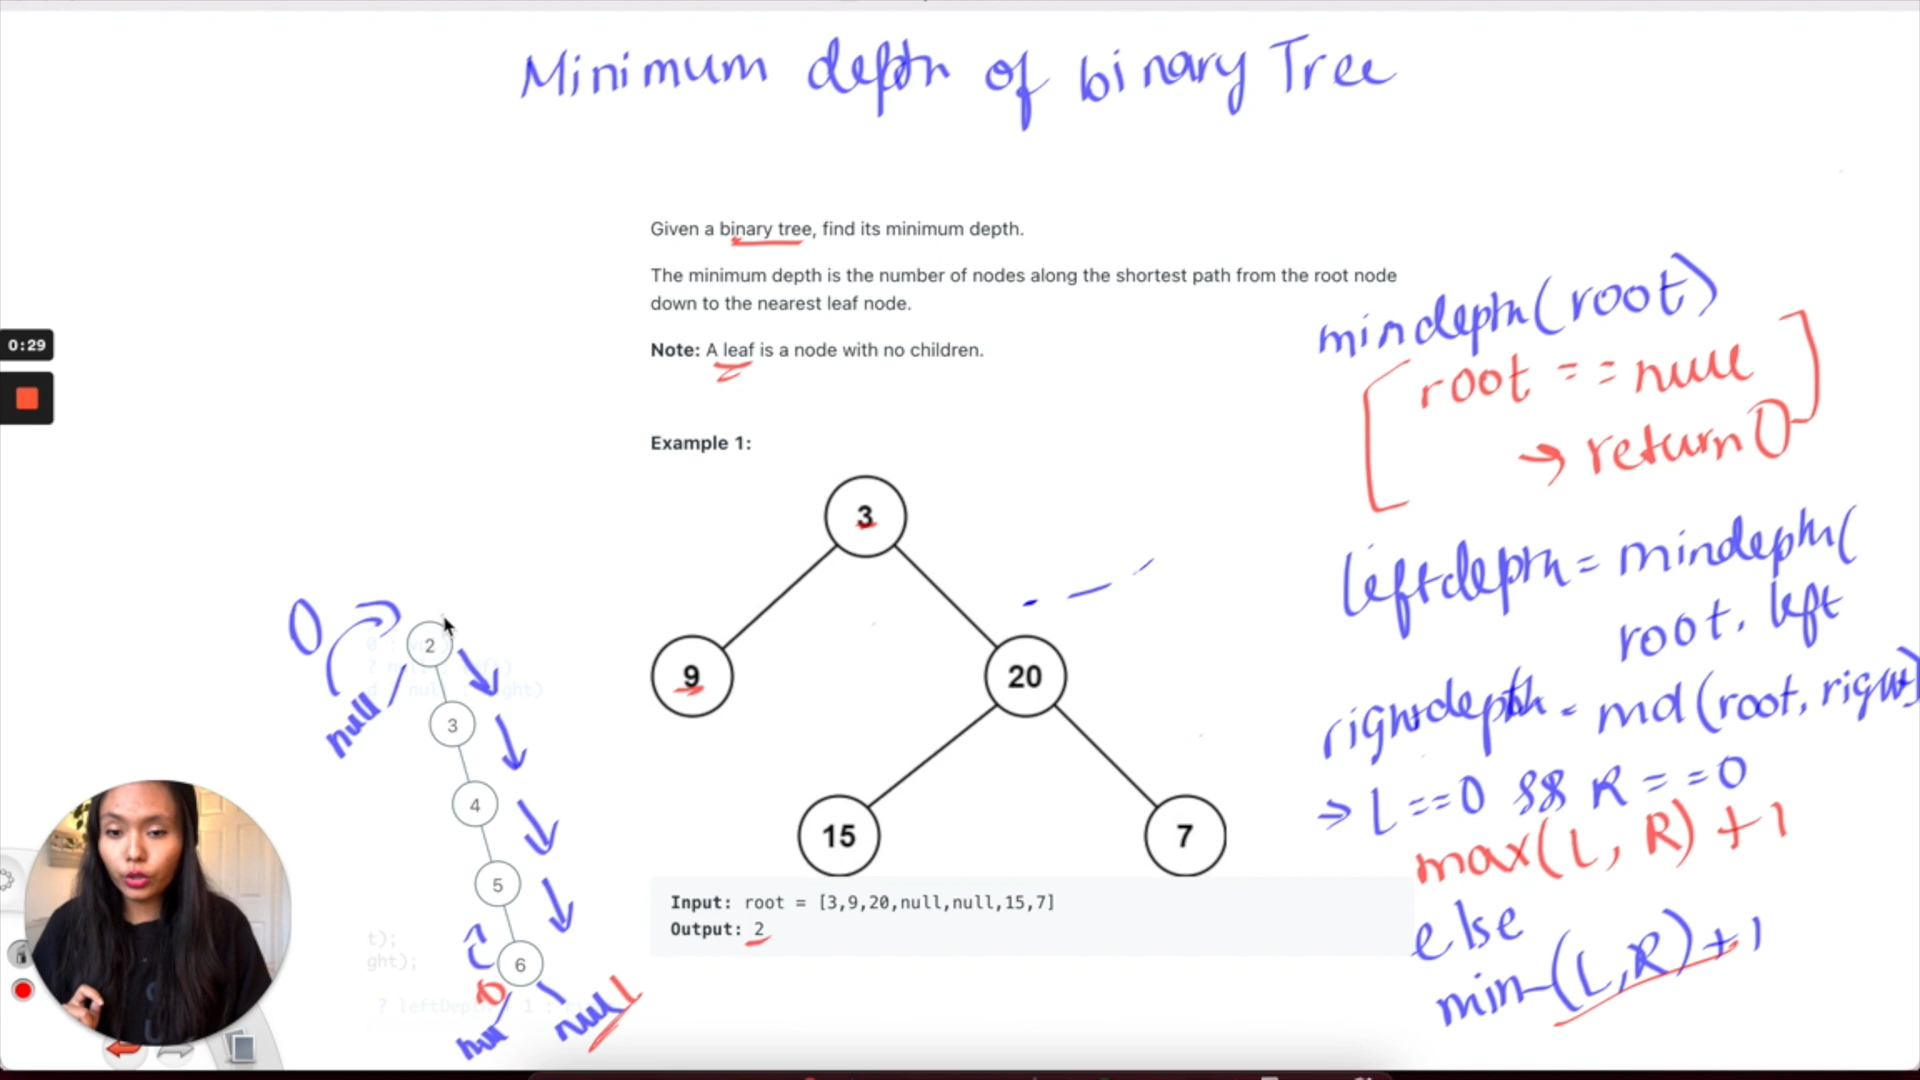 Minimum depth of binary Tree
Given a binary tree, find its minimum depth.
The minimum depth is the number of nodes along the shortest path from the root node
down to the nearest leaf node.
Note: A leaf is a node with no children.
Example 1:
3
9
20
15
7
Input: root = [3,9,20,null,null,15,7]
Output: 2
0:29
0
2
null
3
4
5
6
0
null
null
t);
ght);
mindepth(root)
root == null
→ return 0
leftdepth = mindepth(
root. left
rightdepth = md(root, right)
→ L == 0 && R == 0
max(L, R) + 1
else
min(L,R)+1